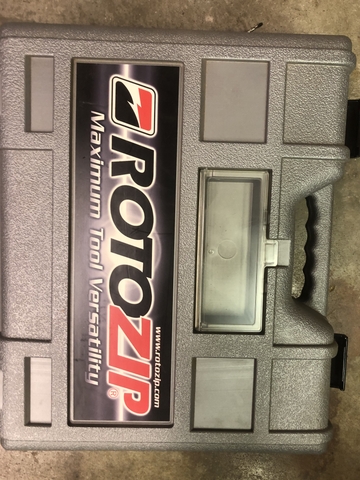 ROTOZIP®
www.rotozip.com
Maximum Tool Versatility